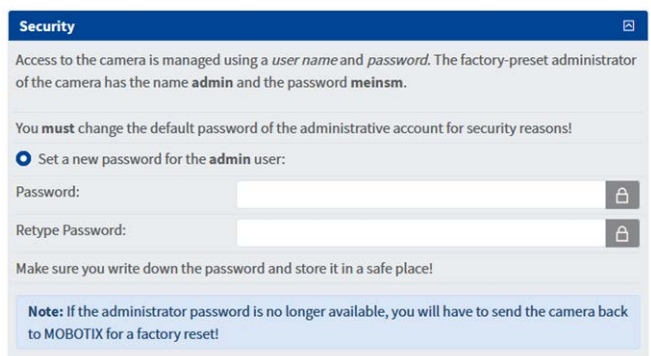 Security
Access to the camera is managed using a user name and password. The factory-preset administrator
of the camera has the name admin and the password meinsm.
You must change the default password of the administrative account for security reasons!
Set a new password for the admin user:
Password:
Retype Password:
Make sure you write down the password and store it in a safe place!
Note: If the administrator password is no longer available, you will have to send the camera back
to MOBOTIX for a factory reset!